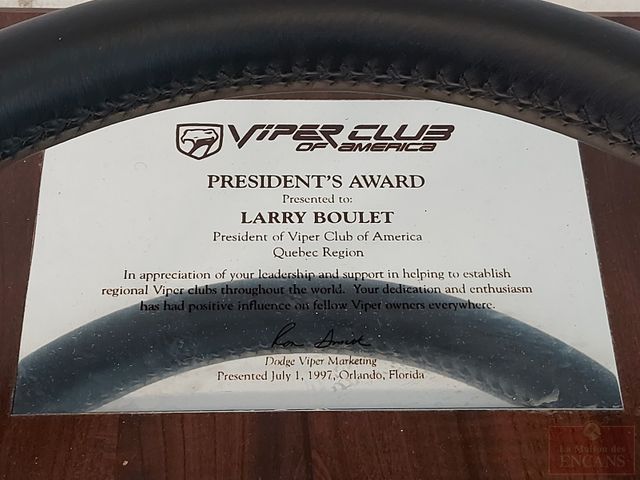 VIPER CLUB
OF AMERICA
PRESIDENT'S AWARD
Presented to:
LARRY BOULET
President of Viper Club of America
Quebec Region
In appreciation of your leadership and support in helping to establish
regional Viper clubs throughout the world. Your dedication and enthusiasm
has had positive influence on fellow Viper owners everywhere.
Dodge Viper Marketing
Presented July 1, 1997, Orlando, Florida
La Maison des
ENCANS